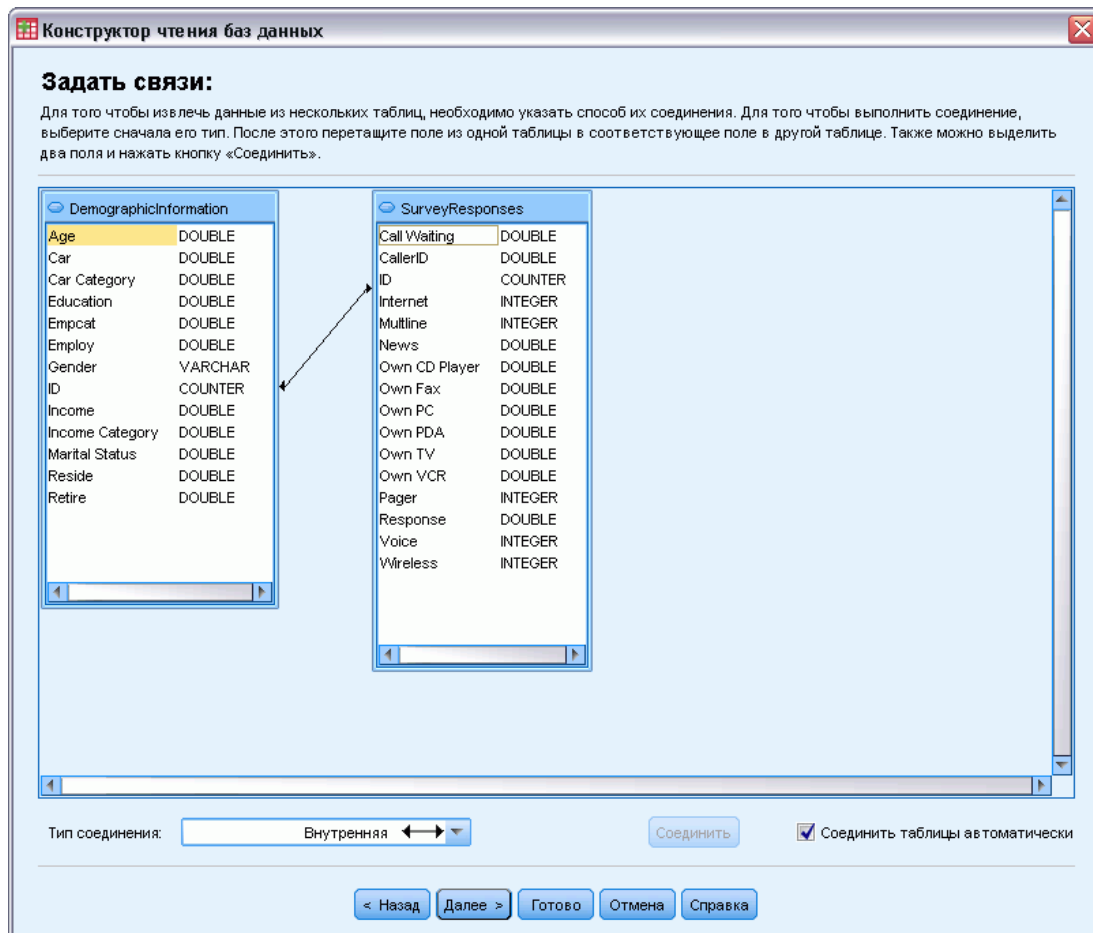 Конструктор чтения баз данных
Задать связи:
Для того чтобы извлечь данные из нескольких таблиц, необходимо указать способ их соединения. Для того чтобы выполнить соединение,
выберите сначала его тип. После этого перетащите поле из одной таблицы в соответствующее поле в другой таблице. Также можно выделить
два поля и нажать кнопку «Соединить».
DemographicInformation
Age DOUBLE
Car DOUBLE
Car Category DOUBLE
Education DOUBLE
Empcat DOUBLE
Employ DOUBLE
Gender VARCHAR
ID COUNTER
Income DOUBLE
Income Category DOUBLE
Marital Status DOUBLE
Reside DOUBLE
Retire DOUBLE
SurveyResponses
Call Waiting DOUBLE
CallerID DOUBLE
ID COUNTER
Internet INTEGER
Multline INTEGER
News DOUBLE
Own CD Player DOUBLE
Own Fax DOUBLE
Own PC DOUBLE
Own PDA DOUBLE
Own TV DOUBLE
Own VCR DOUBLE
Pager INTEGER
Response DOUBLE
Voice INTEGER
Wireless INTEGER
Тип соединения: Внутренняя Соединить Соединить таблицы автоматически
< Назад Далее > Готово Отмена Справка